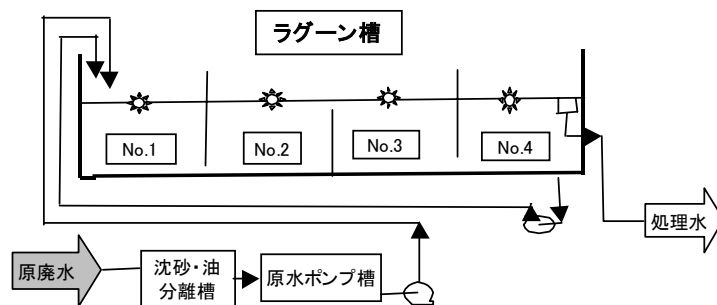 ラグーン槽
No.1
No.2
No.3
No.4
処理水
原廃水
沈砂・油
分離槽
原水ポンプ槽